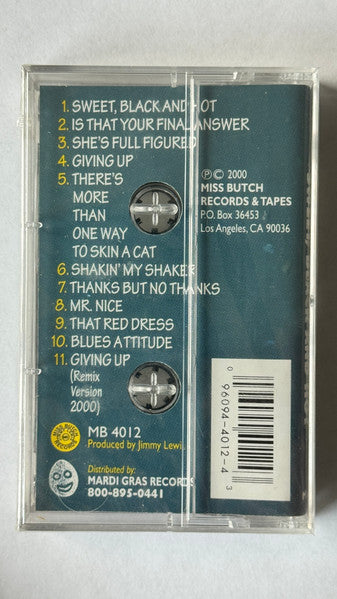 1. SWEET, BLACK AND HOT
2. IS THAT YOUR FINAL ANSWER
3. SHE'S FULL FIGURED
4. GIVING UP
5. THERE'S
MORE
THAN
ONE WAY
TO SKIN A CAT
6. SHAKIN' MY SHAKER
7. THANKS BUT NO THANKS
8. MR. NICE
9. THAT RED DRESS
10. BLUES ATTITUDE
11. GIVING UP
(Remix
Version
2000)
MB 4012
Produced by Jimmy Lewis
Distributed by:
MARDI GRAS RECORDS
800-895-0441
℗ © 2000
MISS BUTCH
RECORDS & TAPES
P.O. Box 36453
Los Angeles, CA 90036
0 96094-4012-4 3